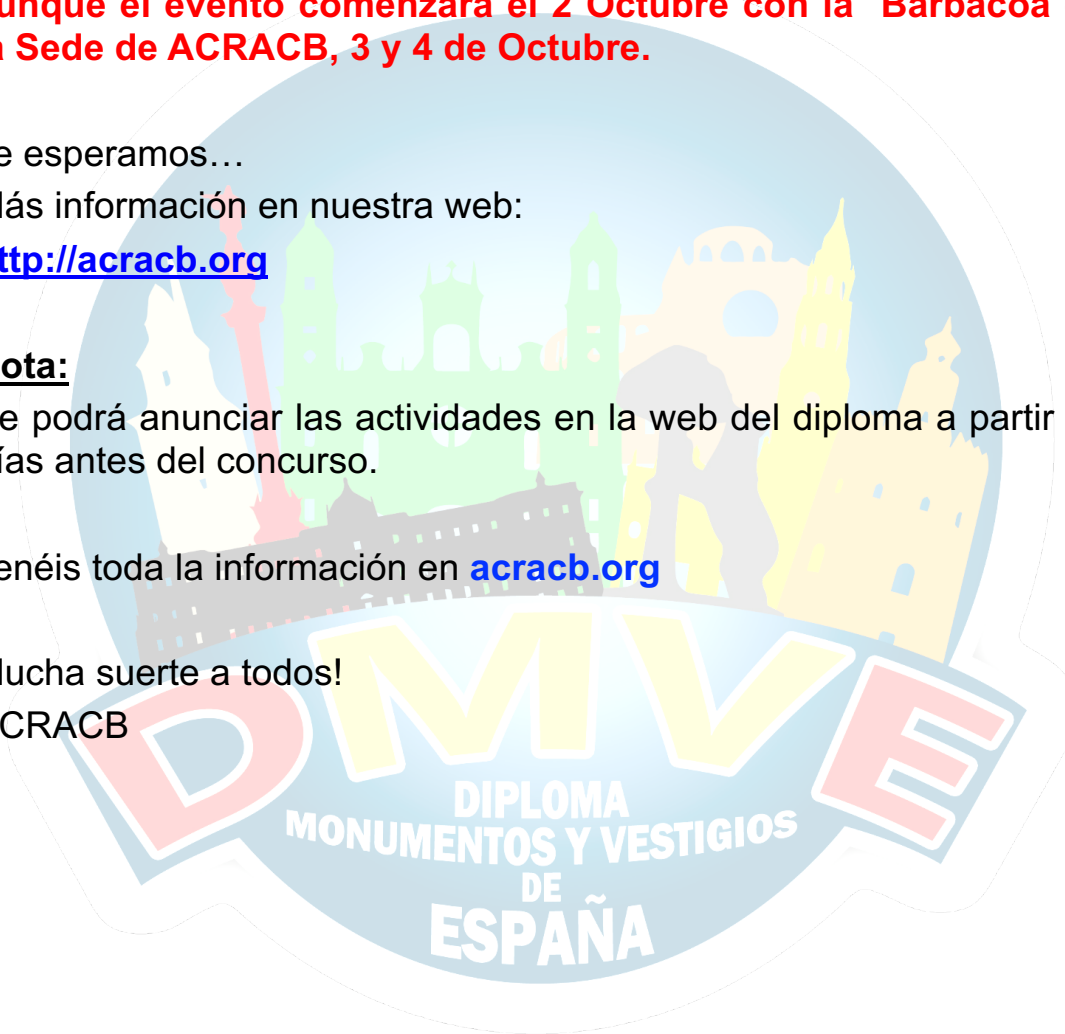 unque el evento comenzará el 2 Octubre con la "Barbacoa
a Sede de ACRACB, 3 y 4 de Octubre.
e esperamos…
ás información en nuestra web:
ttp://acracb.org
ota:
e podrá anunciar las actividades en la web del diploma a partir
ías antes del concurso.
enéis toda la información en acracb.org
ucha suerte a todos!
CRACB
DMVE
DIPLOMA
MONUMENTOS Y VESTIGIOS
DE
ESPAÑA